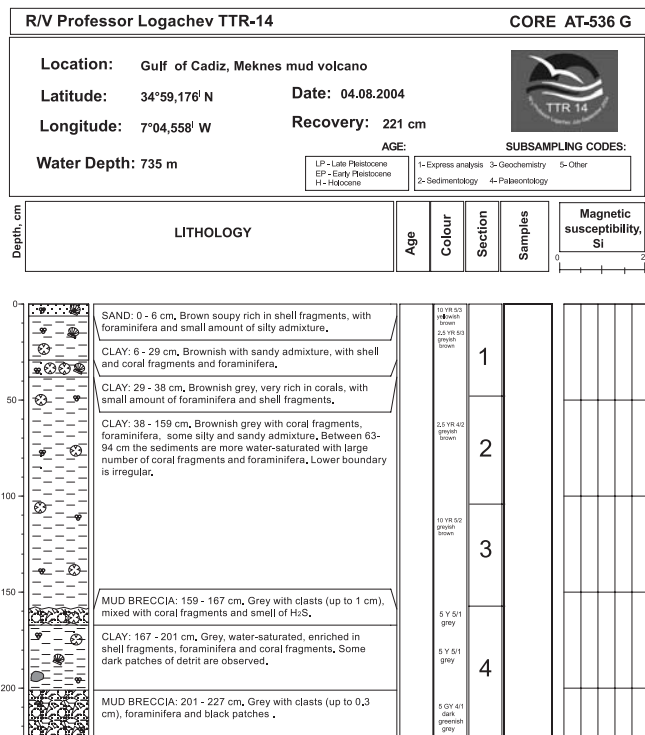 R/V Professor Logachev TTR-14
CORE AT-536 G
Location: Gulf of Cadiz, Meknes mud volcano
Latitude: 34°59,176ˡ N
Date: 04.08.2004
Longitude: 7°04,558ˡ W
Recovery: 221 cm
TTR 14
Water Depth: 735 m
AGE:
LP - Late Pleistocene
EP - Early Pleistocene
H - Holocene
SUBSAMPLING CODES:
1- Express analysis 3- Geochemistry 5- Other
2- Sedimentology 4- Palaeontology
Depth, cm
LITHOLOGY
Age
Colour
Section
Samples
Magnetic
susceptibility,
Si
0 2
0
SAND: 0 - 6 cm. Brown soupy rich in shell fragments, with
foraminifera and small amount of silty admixture.
CLAY: 6 - 29 cm. Brownish with sandy admixture, with shell
and coral fragments and foraminifera.
CLAY: 29 - 38 cm. Brownish grey, very rich in corals, with
small amount of foraminifera and shell fragments.
50
CLAY: 38 - 159 cm. Brownish grey with coral fragments,
foraminifera, some silty and sandy admixture. Between 63-
94 cm the sediments are more water-saturated with large
number of coral fragments and foraminifera. Lower boundary
is irregular.
100
150
MUD BRECCIA: 159 - 167 cm. Grey with clasts (up to 1 cm),
mixed with coral fragments and smell of H₂S.
CLAY: 167 - 201 cm. Grey, water-saturated, enriched in
shell fragments, foraminifera and coral fragments. Some
dark patches of detrit are observed.
200
MUD BRECCIA: 201 - 227 cm. Grey with clasts (up to 0.3
cm), foraminifera and black patches .
10 YR 5/3
yellowish
brown
2,5 YR 5/3
greyish
brown
2,5 YR 4/2
greyish
brown
10 YR 5/2
greyish
brown
5 Y 5/1
grey
5 Y 5/1
grey
5 GY 4/1
dark
greenish
grey
1
2
3
4